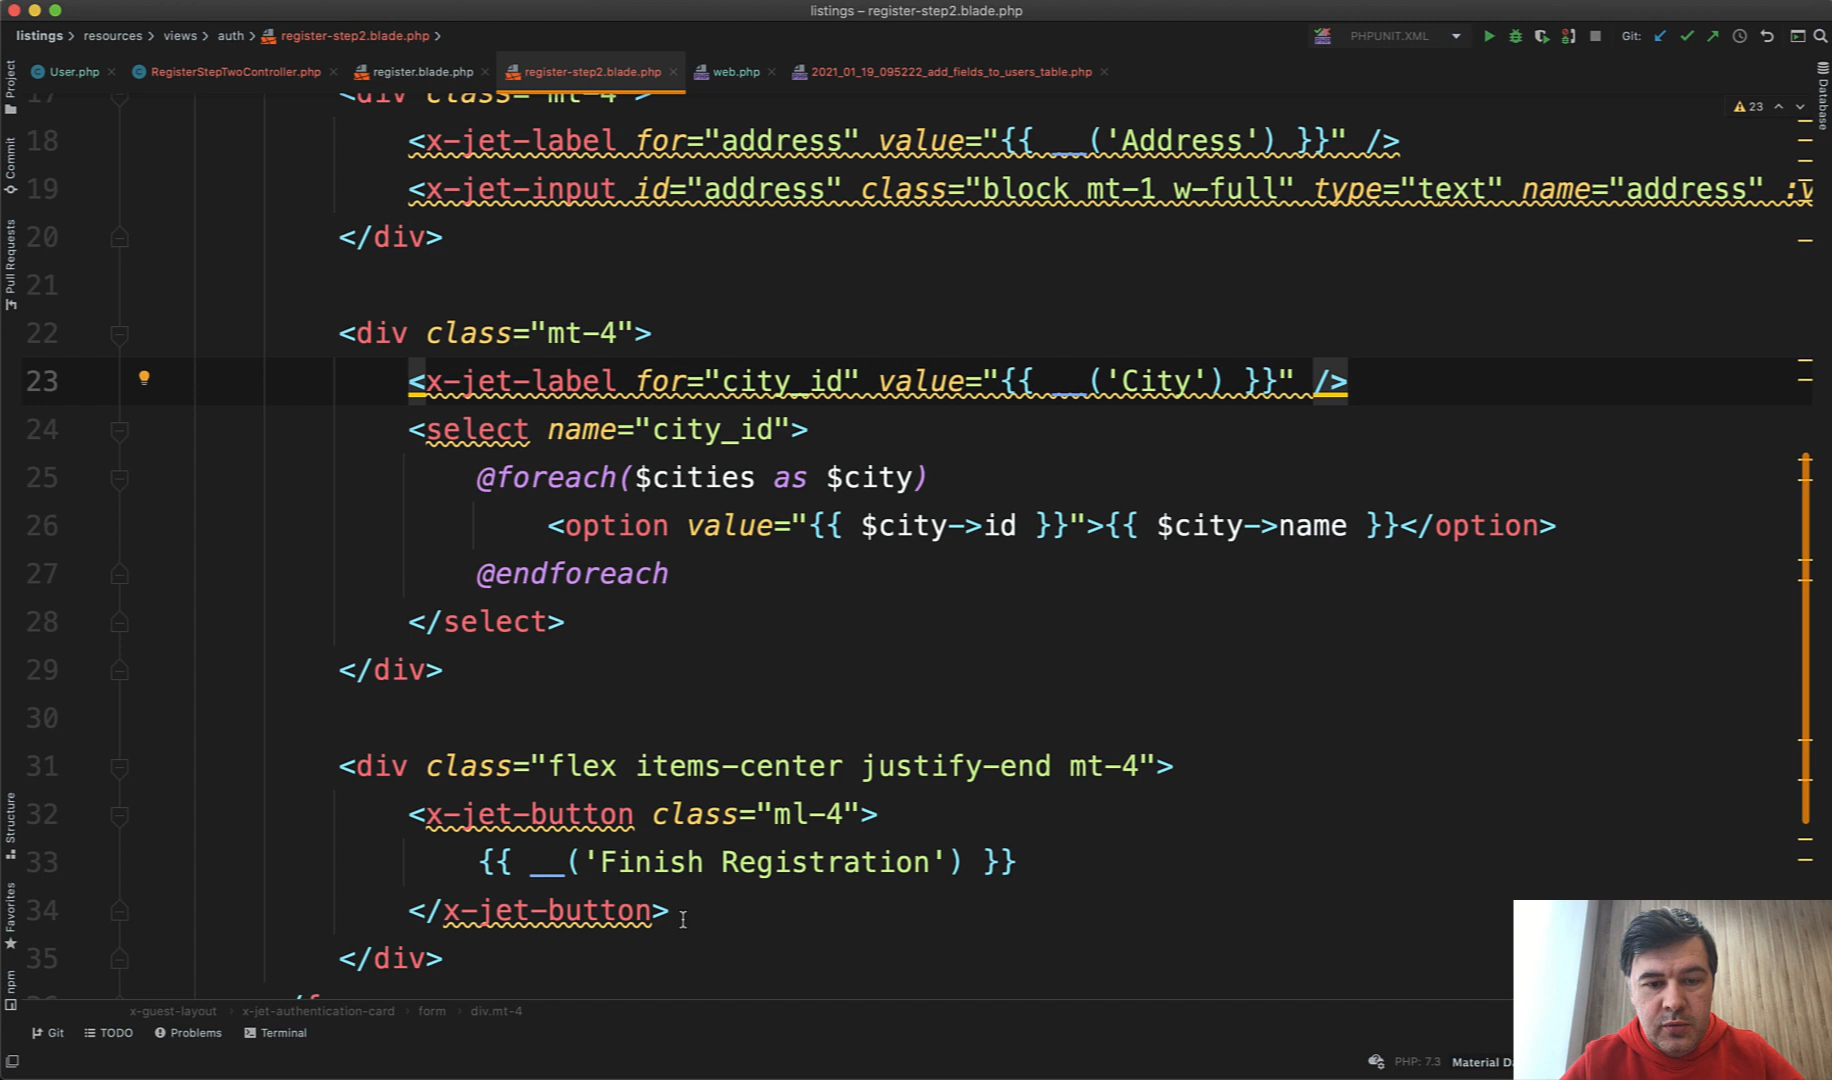 listings – register-step2.blade.php
listings > resources > views > auth > register-step2.blade.php >
PHPUNIT.XML
Git:
User.php
RegisterStepTwoController.php
register.blade.php
register-step2.blade.php
web.php
2021_01_19_095222_add_fields_to_users_table.php
Project
Commit
Pull Requests
Structure
Favorites
npm
Database
23
17 <div class="mt-4">
18 <x-jet-label for="address" value="{{ __('Address') }}" />
19 <x-jet-input id="address" class="block mt-1 w-full" type="text" name="address" :v
20 </div>
21
22 <div class="mt-4">
23 <x-jet-label for="city_id" value="{{ __('City') }}" />
24 <select name="city_id">
25 @foreach($cities as $city)
26 <option value="{{ $city->id }}">{{ $city->name }}</option>
27 @endforeach
28 </select>
29 </div>
30
31 <div class="flex items-center justify-end mt-4">
32 <x-jet-button class="ml-4">
33 {{ __('Finish Registration') }}
34 </x-jet-button>
35 </div>
x-guest-layout > x-jet-authentication-card > form > div.mt-4
Git
TODO
Problems
Terminal
PHP: 7.3
Material